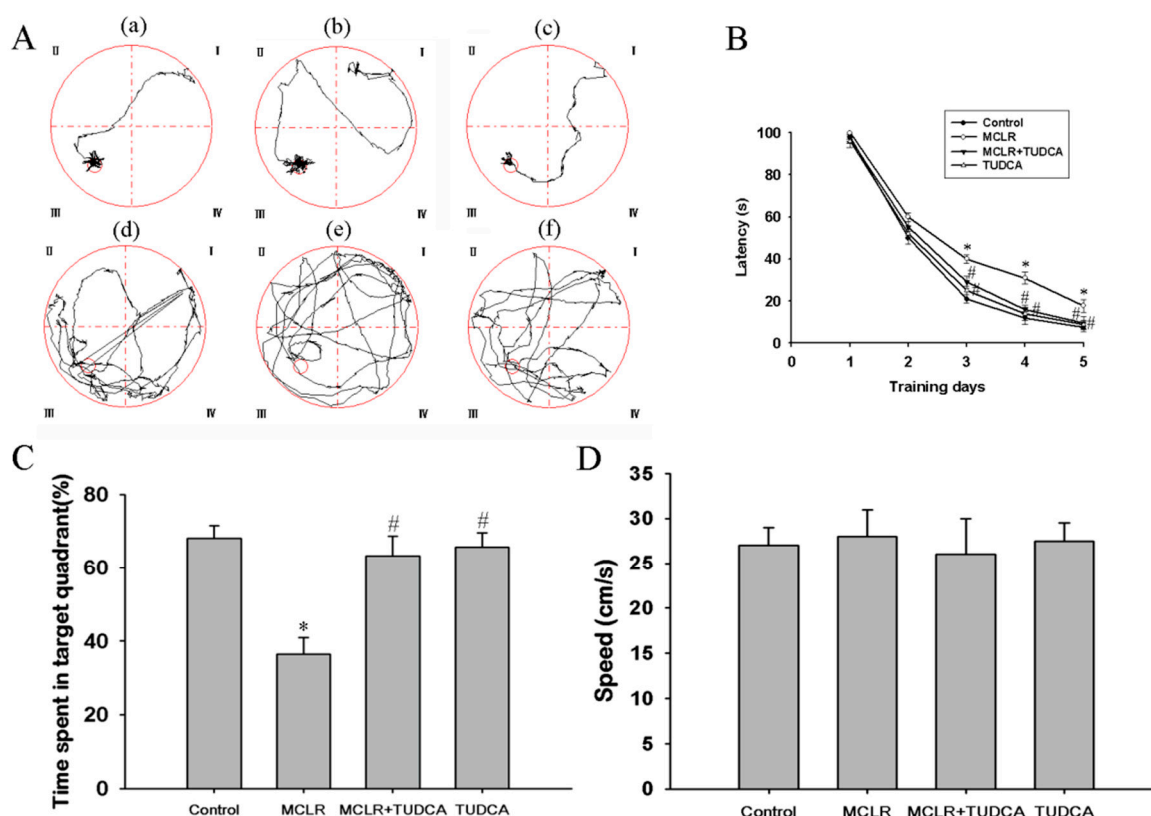 A
(a)
(b)
(c)
II
I
II
I
II
I
III
IV
III
IV
III
IV
(d)
(e)
(f)
II
I
II
I
II
I
III
IV
III
IV
III
IV
B
Control
MCLR
MCLR+TUDCA
TUDCA
Latency (s)
100
80
60
40
20
0
0 1 2 3 4 5
Training days
* * *
# # # # # #
C
Time spent in target quadrant(%)
80
60
40
20
0
*
#
#
Control MCLR MCLR+TUDCA TUDCA
D
Speed (cm/s)
35
30
25
20
15
10
5
0
Control MCLR MCLR+TUDCA TUDCA